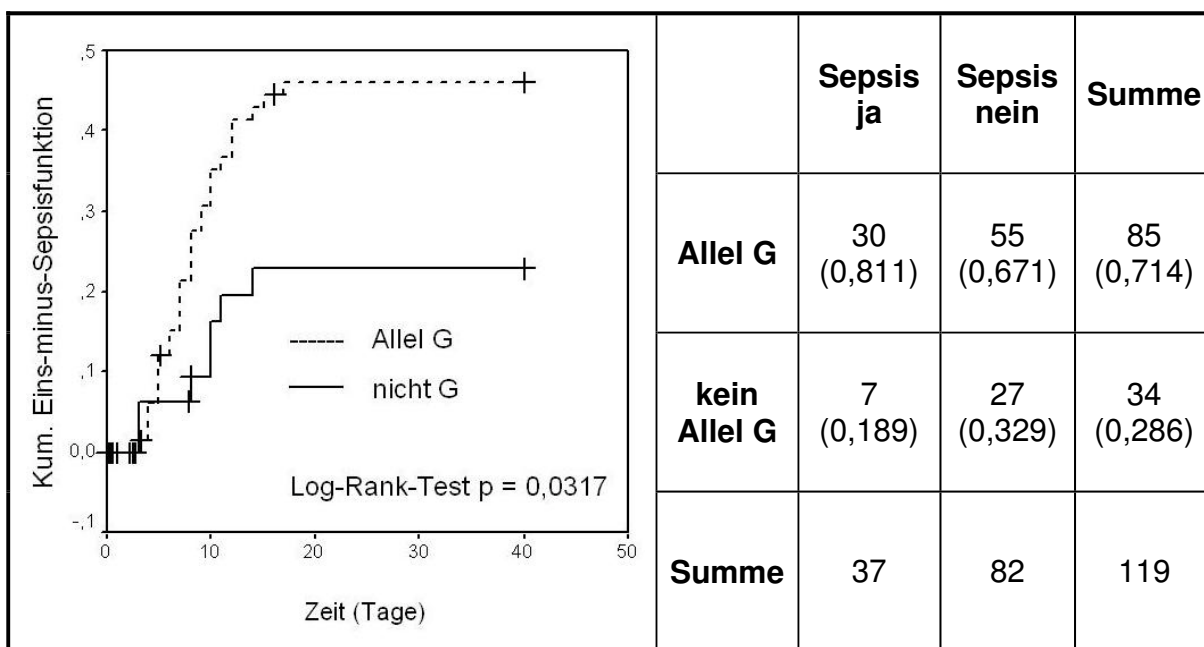 Kum. Eins-minus-Sepsisfunktion
,5
,4
,3
,2
,1
0,0
-,1
Allel G
nicht G
Log-Rank-Test p = 0,0317
0
10
20
30
40
50
Zeit (Tage)
Sepsis
ja
Sepsis
nein
Summe
Allel G
30
(0,811)
55
(0,671)
85
(0,714)
kein
Allel G
7
(0,189)
27
(0,329)
34
(0,286)
Summe
37
82
119